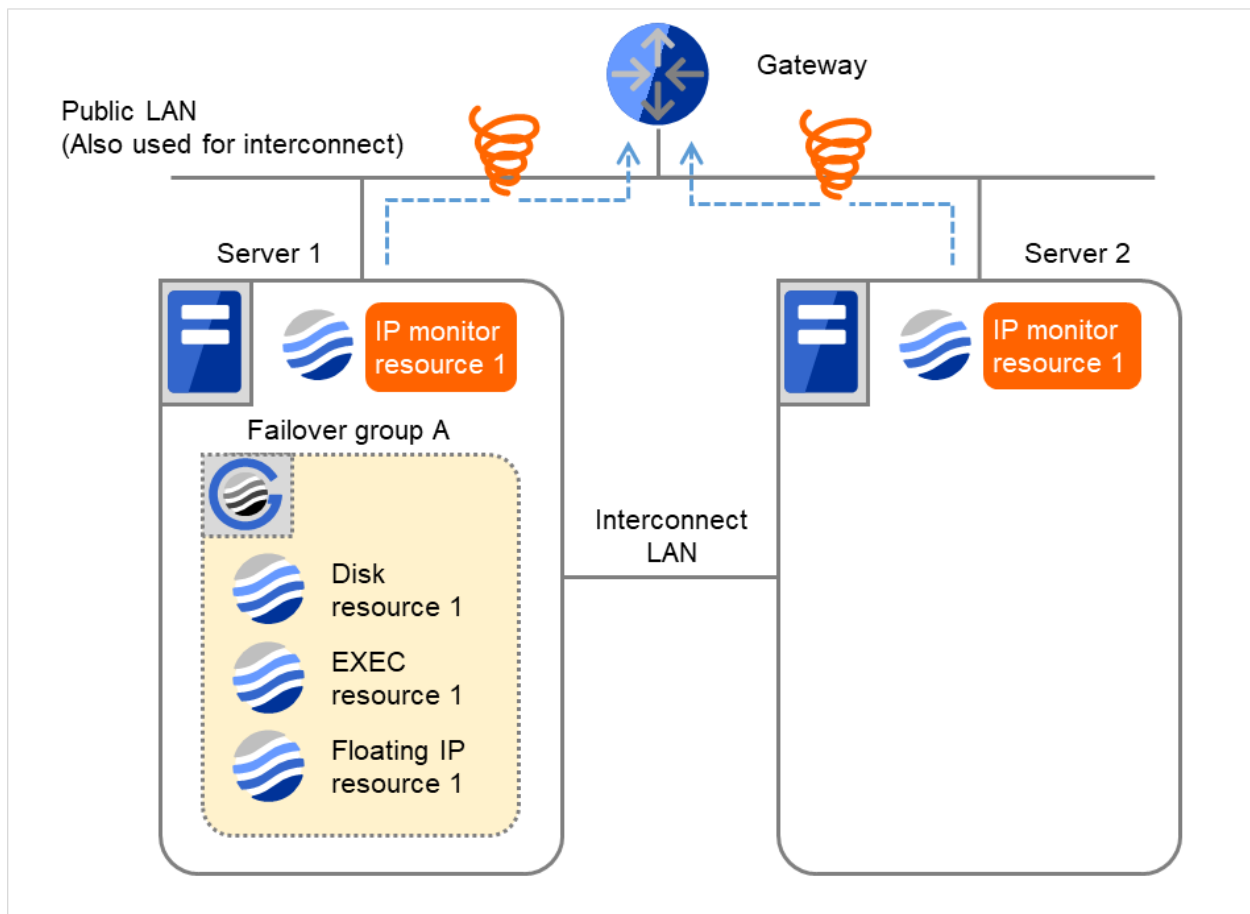 Gateway
Public LAN
(Also used for interconnect)
Server 1
Server 2
IP monitor
resource 1
IP monitor
resource 1
Failover group A
Interconnect
LAN
Disk
resource 1
EXEC
resource 1
Floating IP
resource 1